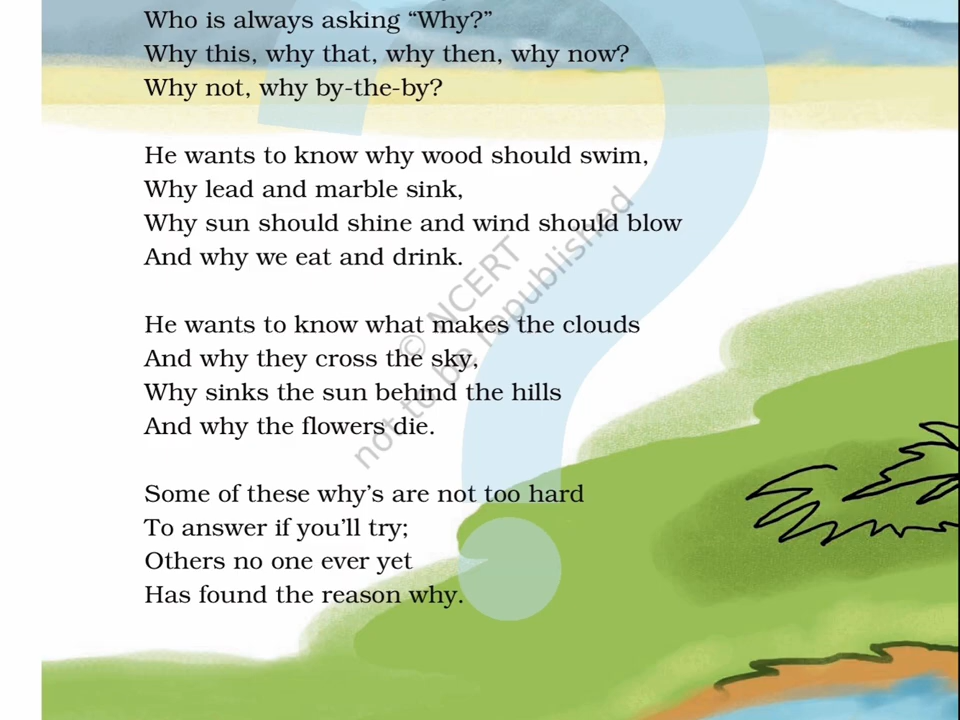 Who is always asking “Why?”
Why this, why that, why then, why now?
Why not, why by-the-by?
He wants to know why wood should swim,
Why lead and marble sink,
Why sun should shine and wind should blow
And why we eat and drink.
He wants to know what makes the clouds
And why they cross the sky,
Why sinks the sun behind the hills
And why the flowers die.
Some of these why’s are not too hard
To answer if you’ll try;
Others no one ever yet
Has found the reason why.
© NCERT
not to be republished